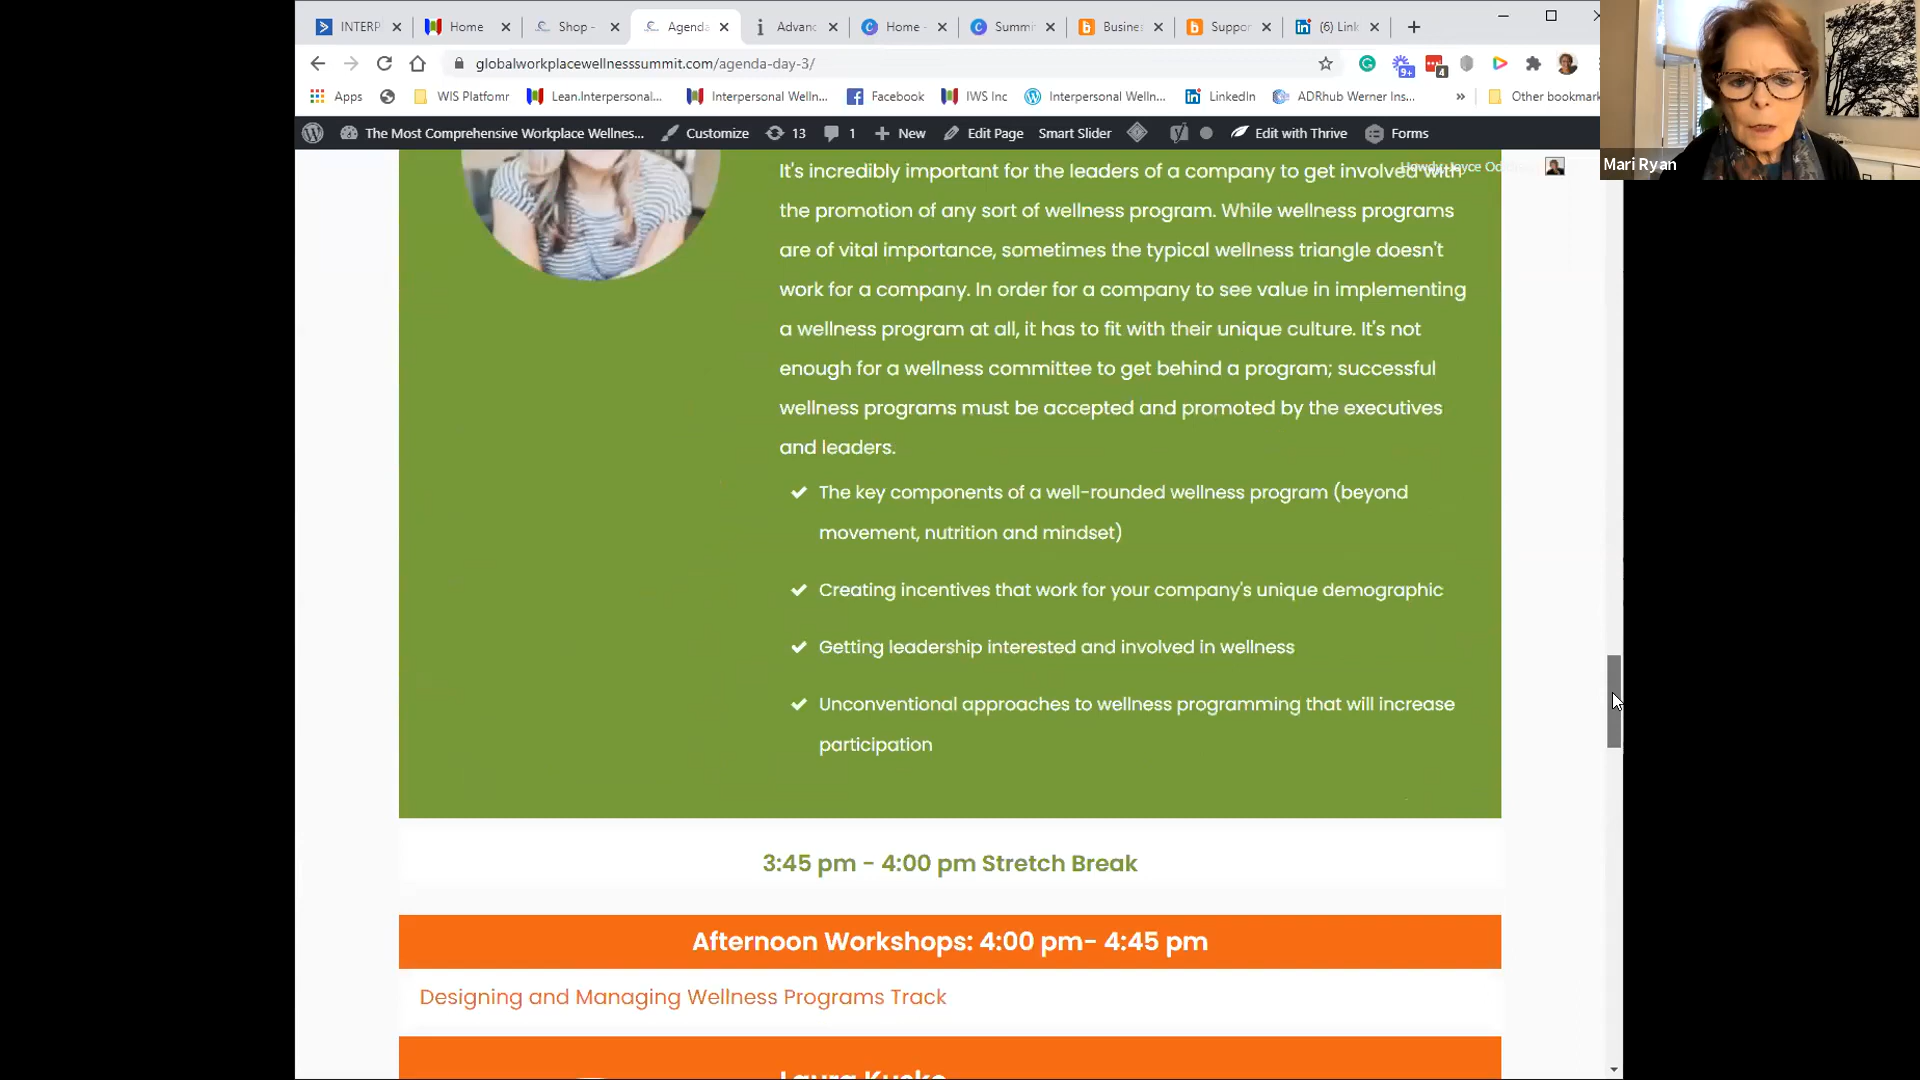 INTERP
Home
Shop -
Agenda
Advanc
Home -
Summi
Busine
Suppor
(6) Link
globalworkplacewellnesssummit.com/agenda-day-3/
9+
4
Apps
WIS Platfomr
Lean.Interpersonal...
Interpersonal Welln...
Facebook
IWS Inc
Interpersonal Welln...
LinkedIn
ADRhub Werner Ins...
»
Other bookmark
The Most Comprehensive Workplace Wellnes...
Customize
13
1
New
Edit Page
Smart Slider
Edit with Thrive
Forms
Mari Ryan
Howdy, Joyce
It's incredibly important for the leaders of a company to get involved with
the promotion of any sort of wellness program. While wellness programs
are of vital importance, sometimes the typical wellness triangle doesn't
work for a company. In order for a company to see value in implementing
a wellness program at all, it has to fit with their unique culture. It's not
enough for a wellness committee to get behind a program; successful
wellness programs must be accepted and promoted by the executives
and leaders.
The key components of a well-rounded wellness program (beyond
movement, nutrition and mindset)
Creating incentives that work for your company's unique demographic
Getting leadership interested and involved in wellness
Unconventional approaches to wellness programming that will increase
participation
3:45 pm - 4:00 pm Stretch Break
Afternoon Workshops: 4:00 pm- 4:45 pm
Designing and Managing Wellness Programs Track